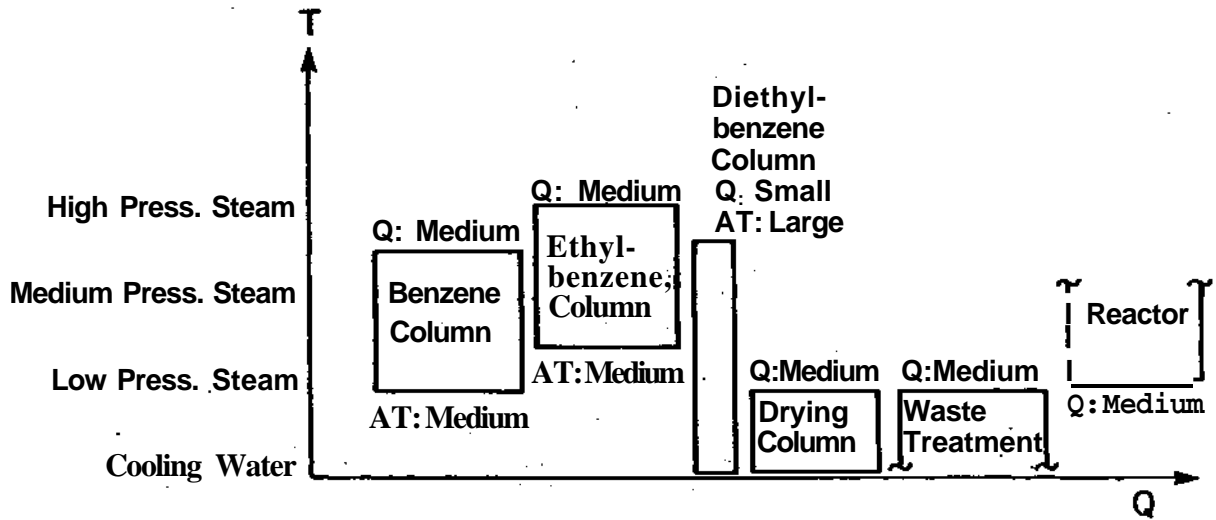 T
Diethyl-
benzene
Column
Q: Small
AT: Large
High Press. Steam
Q: Medium
Q: Medium
Ethyl-
benzene,
Column
Medium Press. Steam
Benzene
Column
Reactor
Low Press. Steam
AT: Medium
AT: Medium
Q:Medium
Q:Medium
Q:Medium
Drying
Column
Waste
Treatment
Cooling Water
Q